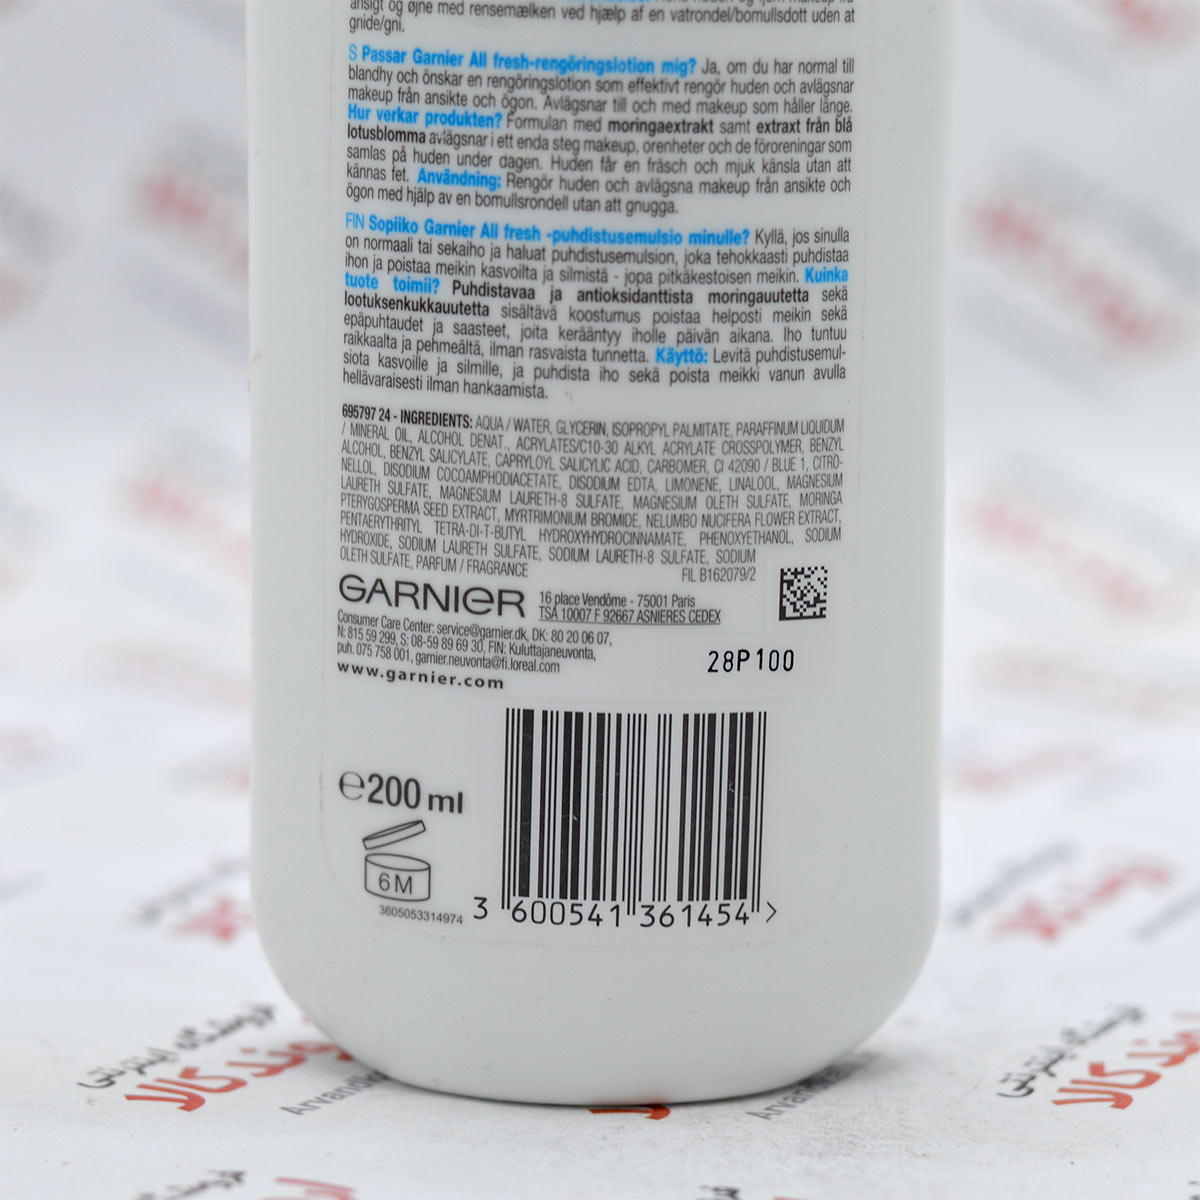 ansigt og øjne med rensemælken ved hjælp af en vatrondel/bomullsdott uden at
gnide/gni.
S Passar Garnier All fresh-rengöringslotion mig? Ja, om du har normal till
blandhy och önskar en rengöringslotion som effektivt rengör huden och avlägsnar
makeup från ansikte och ögon. Avlägsnar till och med makeup som håller länge.
Hur verkar produkten? Formulan med moringaextrakt samt extraxt från blå
lotusblomma avlägsnar i ett enda steg makeup, orenheter och de föroreningar som
samlas på huden under dagen. Huden får en fräsch och mjuk känsla utan att
kännas fet. Användning: Rengör huden och avlägsna makeup från ansikte och
ögon med hjälp av en bomullsrondell utan att gnugga.
FIN Sopiiko Garnier All fresh -puhdistusemulsio minulle? Kyllä, jos sinulla
on normaali tai sekaiho ja haluat puhdistusemulsion, joka tehokkaasti puhdistaa
ihon ja poistaa meikin kasvoilta ja silmistä - jopa pitkäkestoisen meikin. Kuinka
tuote toimii? Puhdistavaa ja antioksidanttista moringauutetta sekä
lootuksenkukkauutetta sisältävä koostumus poistaa helposti meikin sekä
epäpuhtaudet ja saasteet, joita kerääntyy iholle päivän aikana. Iho tuntuu
raikkaalta ja pehmeältä, ilman rasvaista tunnetta. Käyttö: Levitä puhdistusemul-
siota kasvoille ja silmille, ja puhdista iho sekä poista meikki vanun avulla
hellävaraisesti ilman hankaamista.
695797 24 - INGREDIENTS: AQUA / WATER, GLYCERIN, ISOPROPYL PALMITATE, PARAFFINUM LIQUIDUM
/ MINERAL OIL, ALCOHOL DENAT., ACRYLATES/C10-30 ALKYL ACRYLATE CROSSPOLYMER, BENZYL
ALCOHOL, BENZYL SALICYLATE, CAPRYLOYL SALICYLIC ACID, CARBOMER, CI 42090 / BLUE 1, CITRO-
NELLOL, DISODIUM COCOAMPHODIACETATE, DISODIUM EDTA, LIMONENE, LINALOOL, MAGNESIUM
LAURETH SULFATE, MAGNESIUM LAURETH-8 SULFATE, MAGNESIUM OLETH SULFATE, MORINGA
PTERYGOSPERMA SEED EXTRACT, MYRTRIMONIUM BROMIDE, NELUMBO NUCIFERA FLOWER EXTRACT,
PENTAERYTHRITYL TETRA-DI-T-BUTYL HYDROXYHYDROCINNAMATE, PHENOXYETHANOL, SODIUM
HYDROXIDE, SODIUM LAURETH SULFATE, SODIUM LAURETH-8 SULFATE, SODIUM
OLETH SULFATE, PARFUM / FRAGRANCE FIL B162079/2
GARNIER 16 place Vendôme - 75001 Paris
TSA 10007 F 92667 ASNIERES CEDEX
Consumer Care Center: service@garnier.dk, DK: 80 20 06 07,
N: 815 59 299, S: 08-59 89 69 30, FIN: Kuluttajaneuvonta,
puh. 075 758 001, garnier.neuvonta@fi.loreal.com
www.garnier.com
28P100
℮200 ml
6M
3605053314974
3 600541 361454 >
فروشگاه اینترنتی
اروند کالا
فروشگاه اینترنتی
اروند کالا